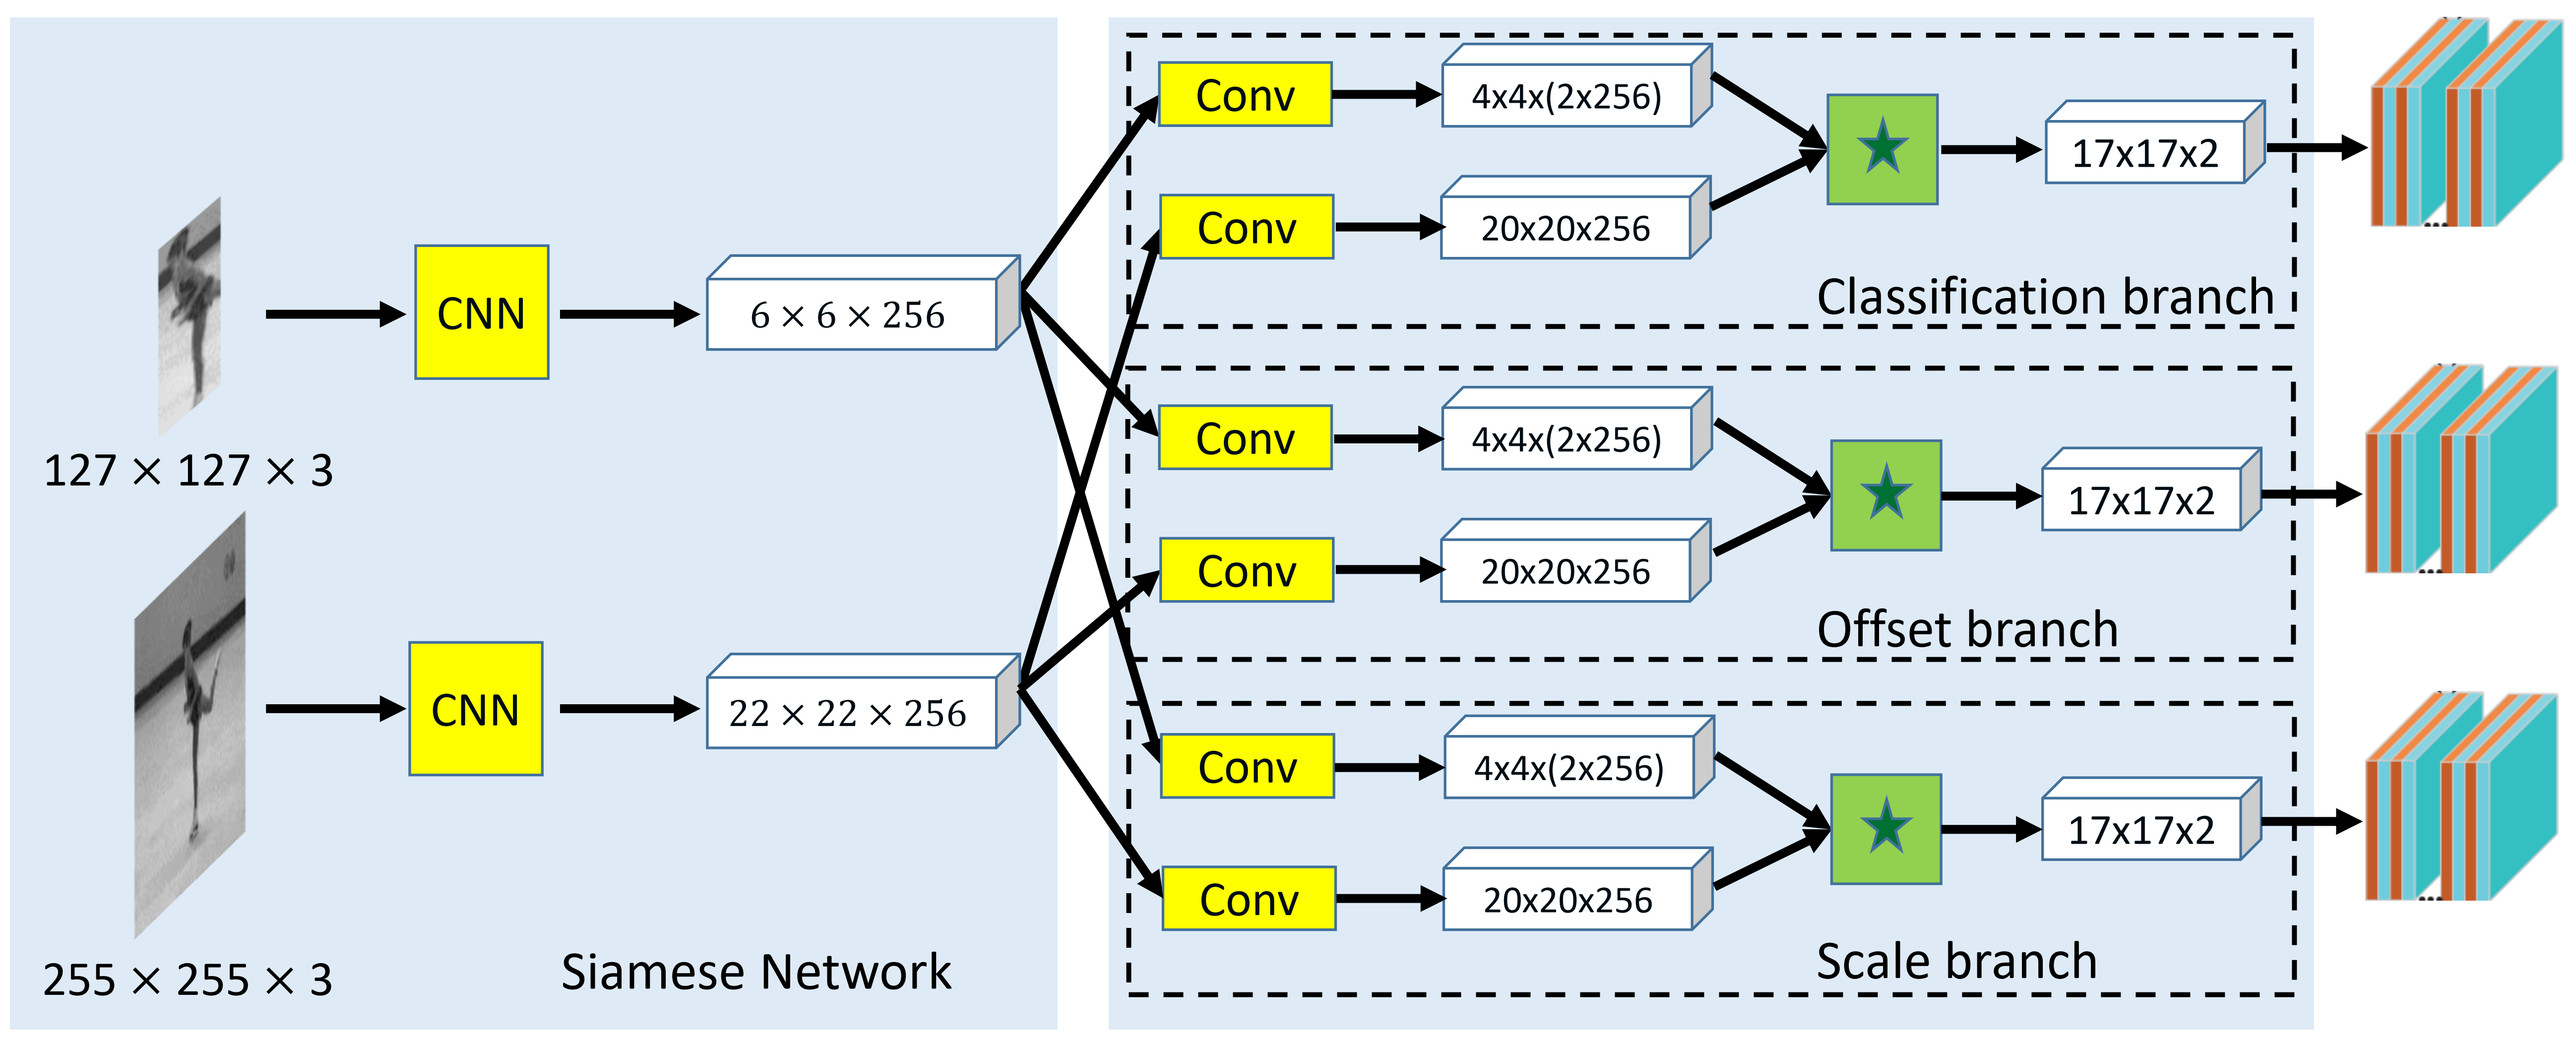 127 × 127 × 3
CNN
6 × 6 × 256
255 × 255 × 3
CNN
22 × 22 × 256
Siamese Network
Conv
4x4x(2x256)
Conv
20x20x256
17x17x2
Classification branch
Conv
4x4x(2x256)
Conv
20x20x256
17x17x2
Offset branch
Conv
4x4x(2x256)
Conv
20x20x256
17x17x2
Scale branch